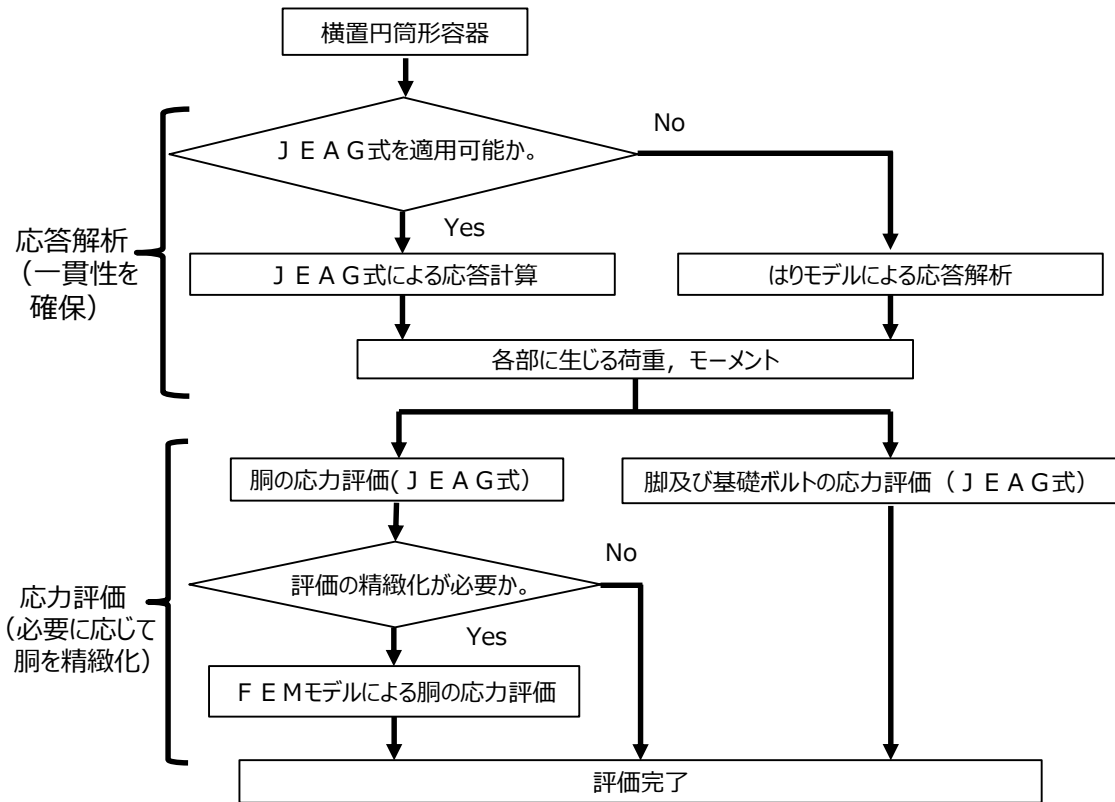 横置円筒形容器
ＪＥＡＧ式を適用可能か。
No
Yes
応答解析
（一貫性を
確保）
ＪＥＡＧ式による応答計算
はりモデルによる応答解析
各部に生じる荷重，モーメント
胴の応力評価(ＪＥＡＧ式）
脚及び基礎ボルトの応力評価（ＪＥＡＧ式）
評価の精緻化が必要か。
No
Yes
応力評価
（必要に応じて
胴を精緻化）
ＦＥＭモデルによる胴の応力評価
評価完了